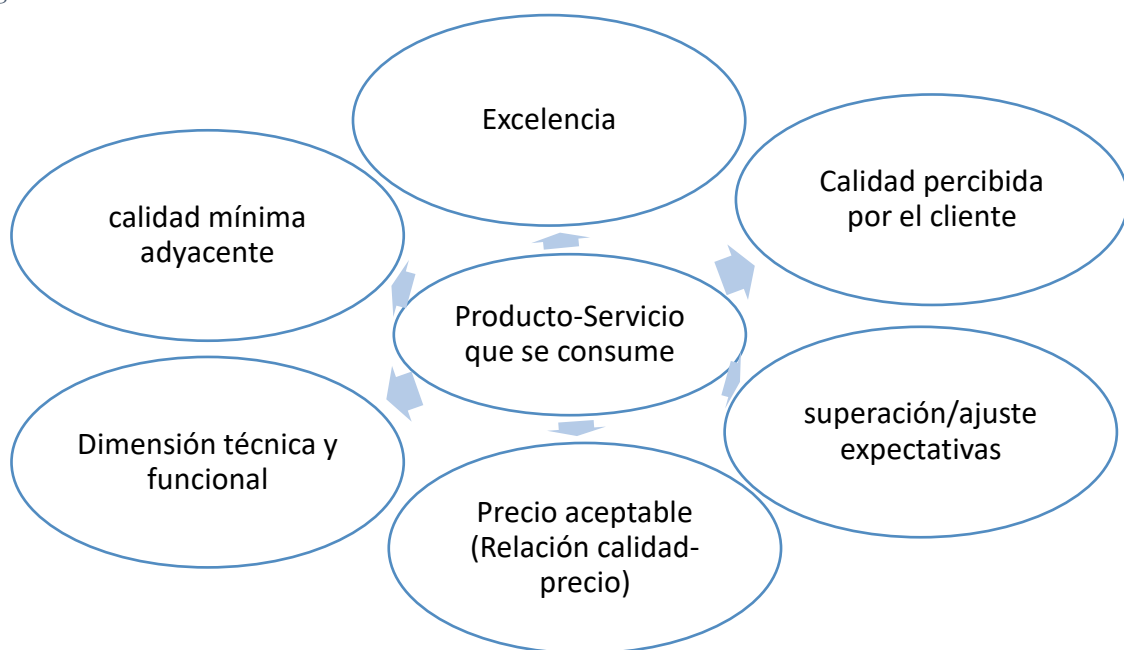 Excelencia
Calidad percibida
por el cliente
calidad mínima
adyacente
Producto-Servicio
que se consume
superación/ajuste
expectativas
Dimensión técnica y
funcional
Precio aceptable
(Relación calidad-
precio)